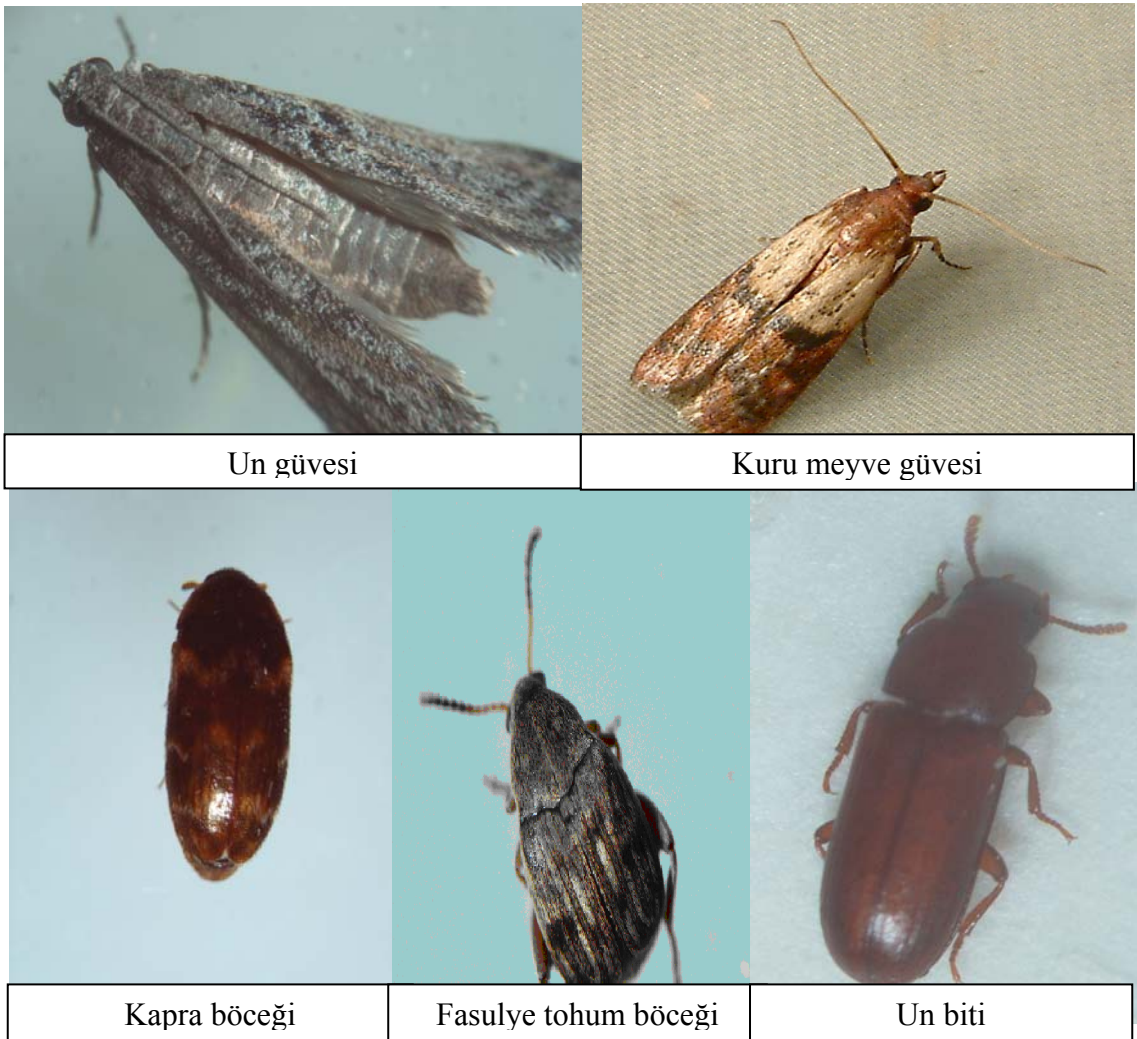 Un güvesi
Kuru meyve güvesi
Kapra böceği
Fasulye tohum böceği
Un biti